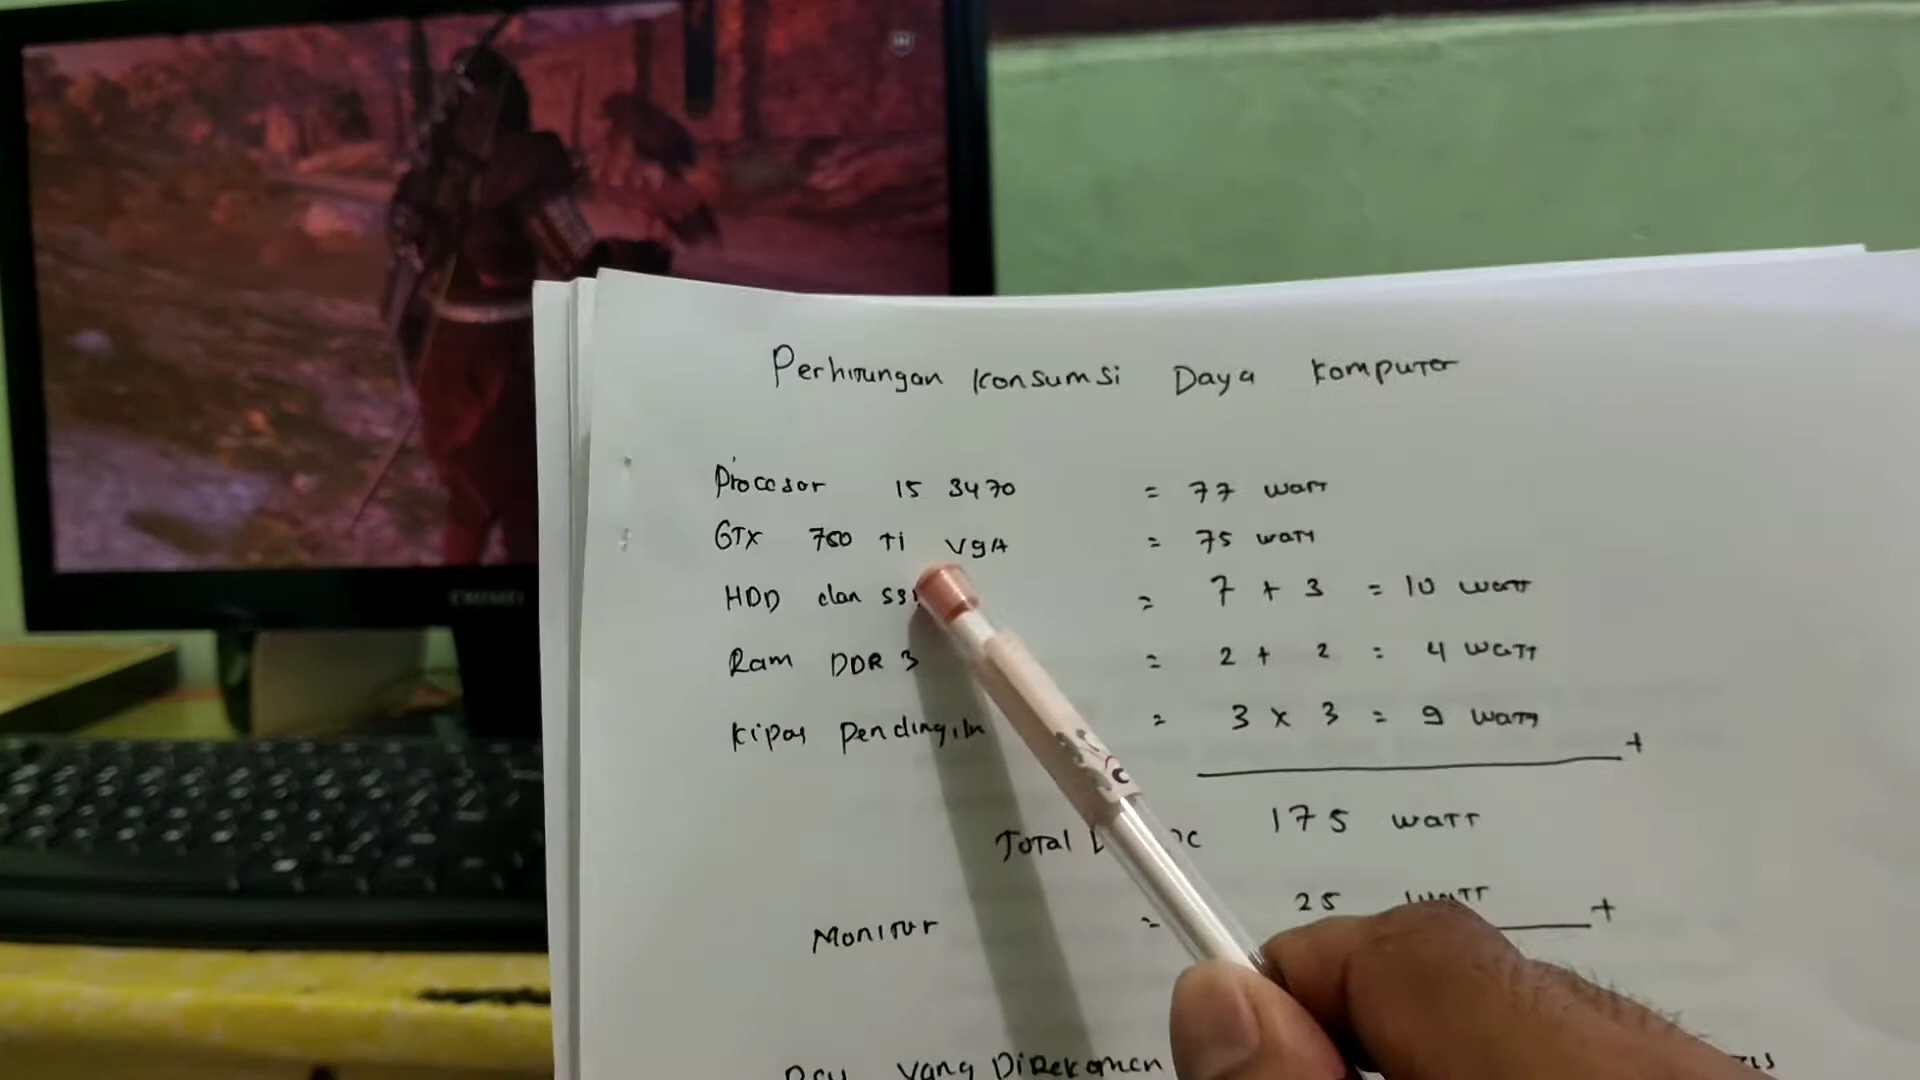 Perhitungan Konsumsi Daya Komputer
Procesor i5 3470 = 77 watt
GTX 750 Ti VGA = 75 watt
HDD dan SSD = 7 + 3 = 10 watt
Ram DDR 3 = 2 + 2 = 4 watt
Kipas Pendingin = 3 x 3 = 9 watt
+
Total 175 watt
Monitor = 25 watt +
Yang Direkomen